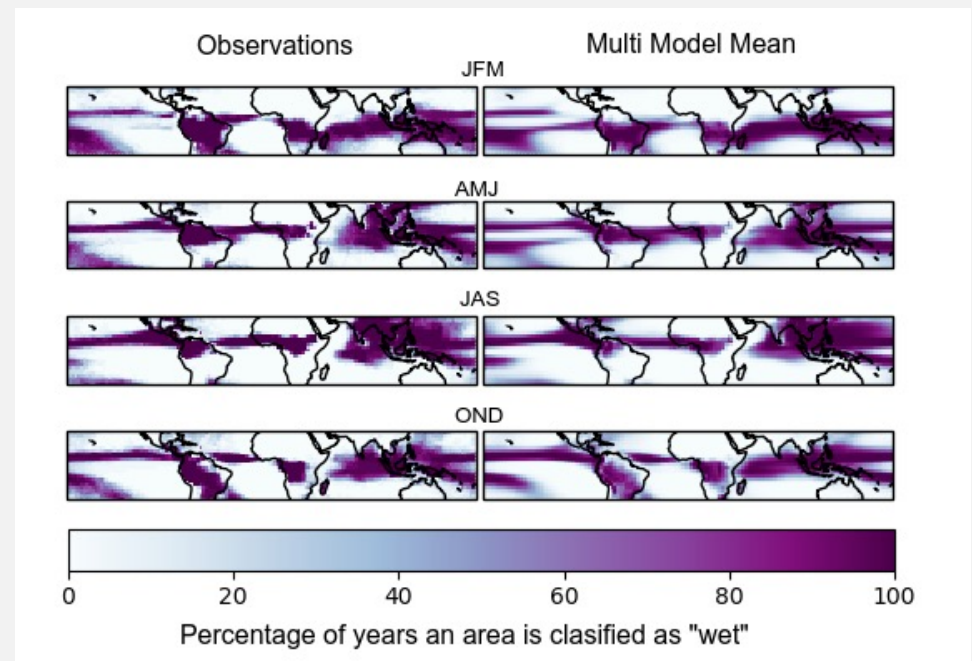 Observations
Multi Model Mean
JFM
AMJ
JAS
OND
0 20 40 60 80 100
Percentage of years an area is clasified as "wet"